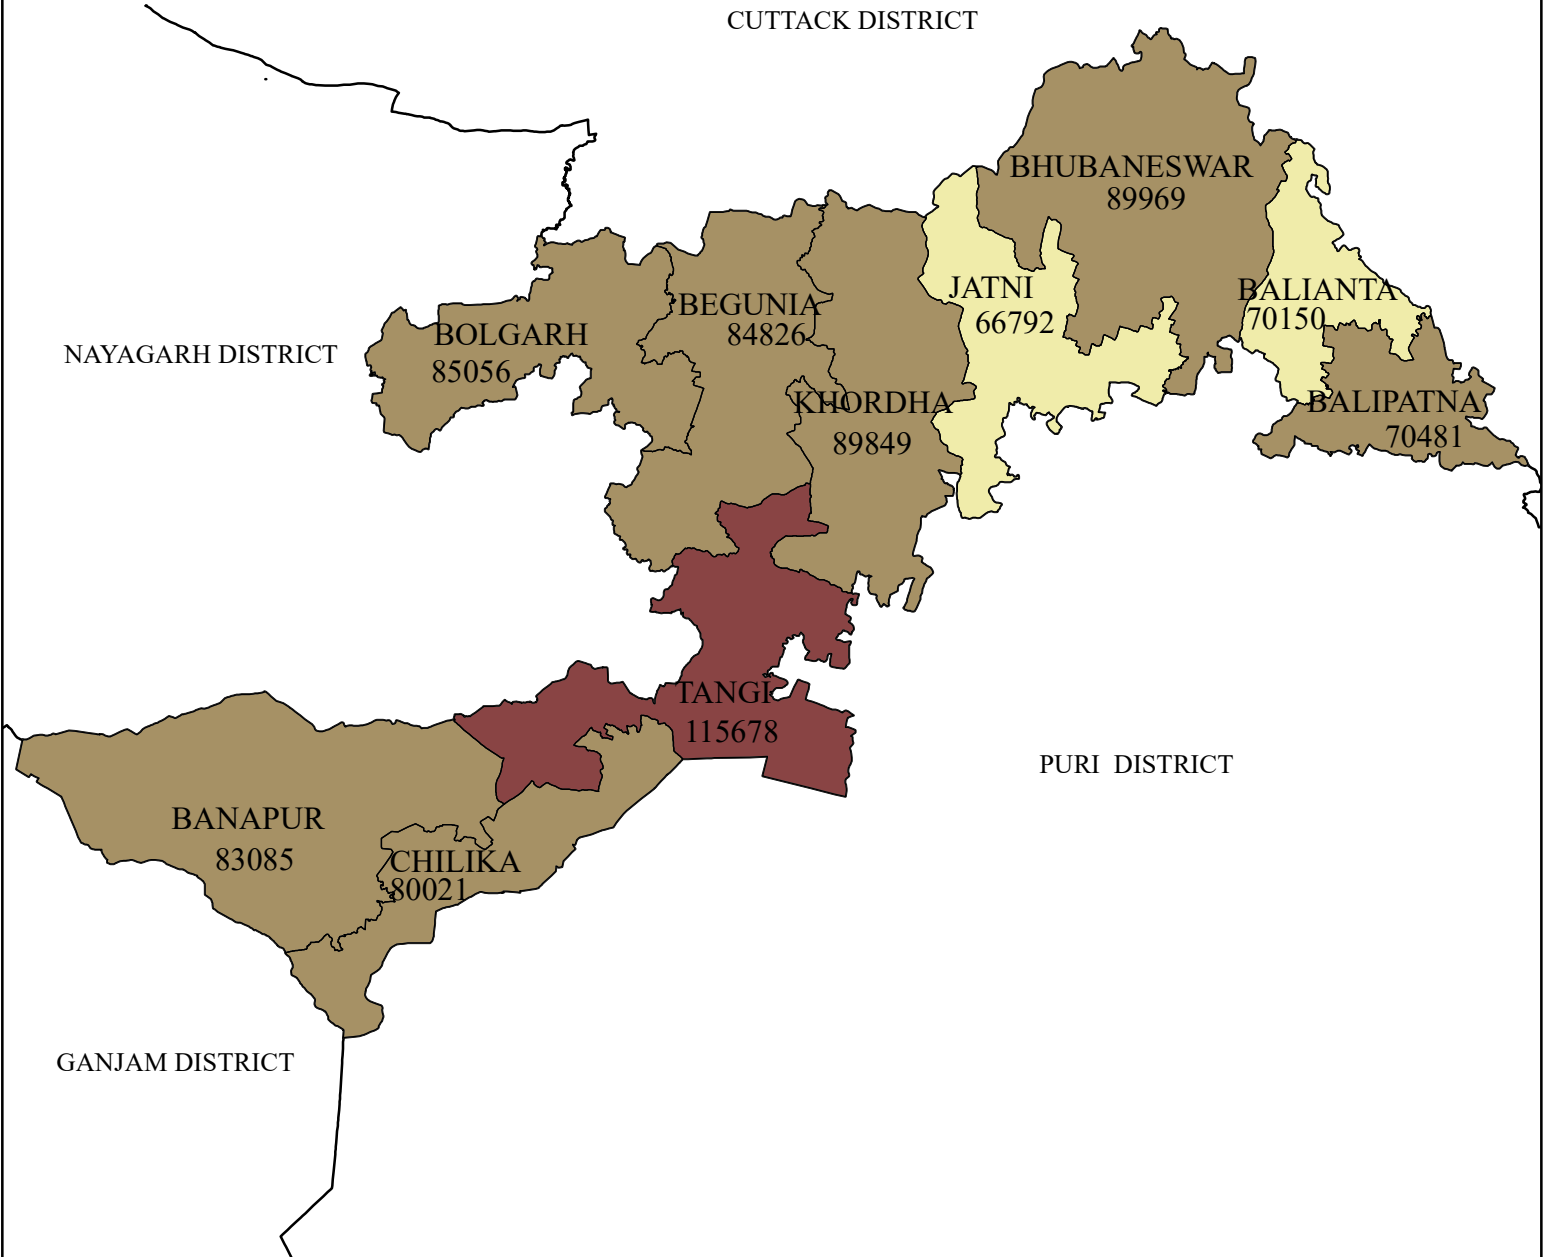 CUTTACK DISTRICT
BHUBANESWAR
89969
JATNI
66792
BALIANTA
70150
BEGUNIA
84826
BOLGARH
85056
NAYAGARH DISTRICT
KHORDHA
89849
BALIPATNA
70481
TANGI
115678
PURI DISTRICT
BANAPUR
83085
CHILIKA
80021
GANJAM DISTRICT